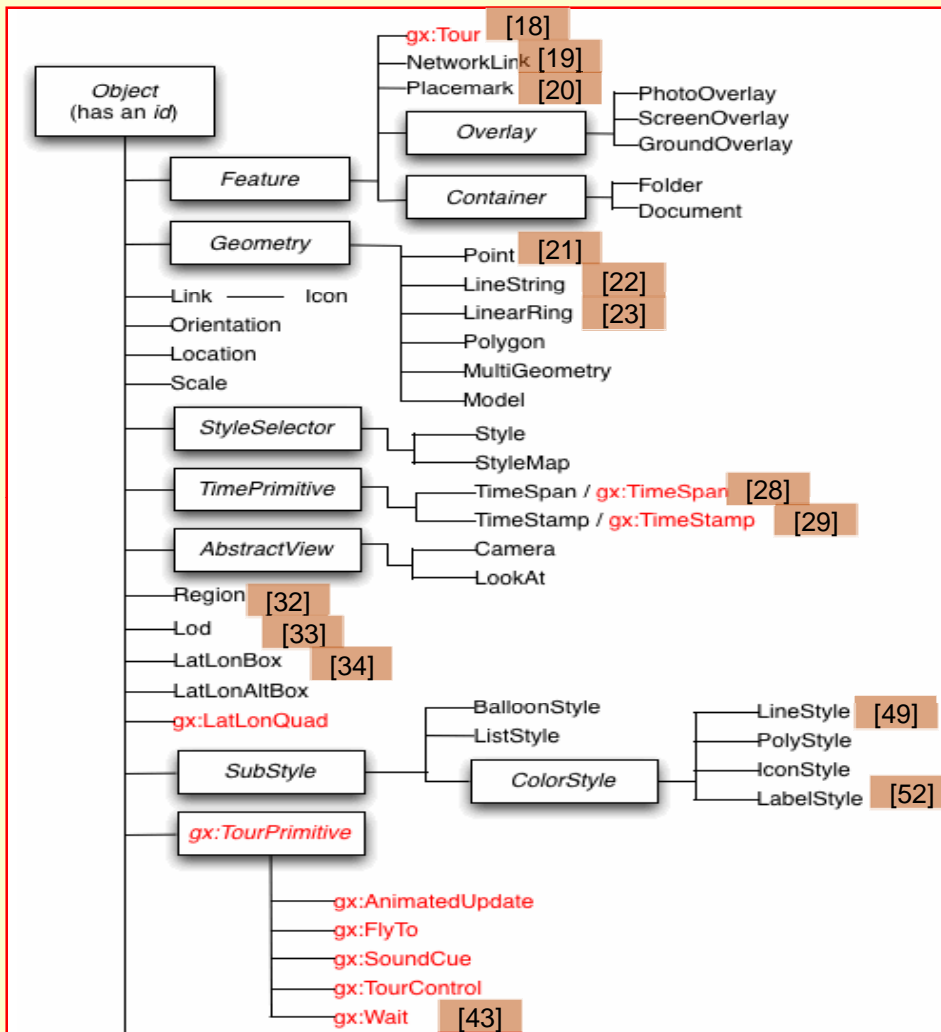 gx:Tour [18]
NetworkLink [19]
Placemark [20]
Object
(has an id)
PhotoOverlay
ScreenOverlay
GroundOverlay
Overlay
Feature
Container
Folder
Document
Geometry
Point [21]
LineString [22]
LinearRing [23]
Polygon
MultiGeometry
Model
Link Icon
Orientation
Location
Scale
StyleSelector
Style
StyleMap
TimePrimitive
TimeSpan / gx:TimeSpan [28]
TimeStamp / gx:TimeStamp [29]
AbstractView
Camera
LookAt
Region [32]
Lod [33]
LatLonBox [34]
LatLonAltBox
gx:LatLonQuad
SubStyle
BalloonStyle
ListStyle
ColorStyle
LineStyle [49]
PolyStyle
IconStyle
LabelStyle [52]
gx:TourPrimitive
gx:AnimatedUpdate
gx:FlyTo
gx:SoundCue
gx:TourControl
gx:Wait [43]